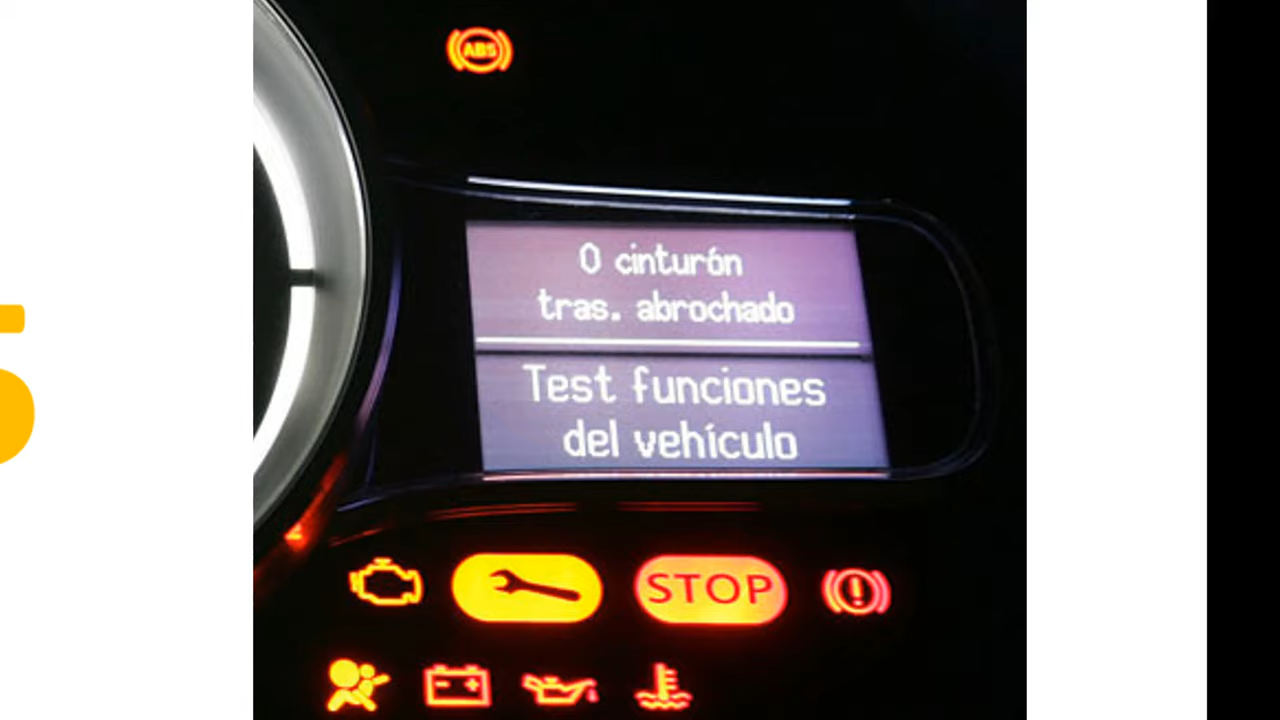 ABS
0 cinturón
tras. abrochado
Test funciones
del vehículo
STOP